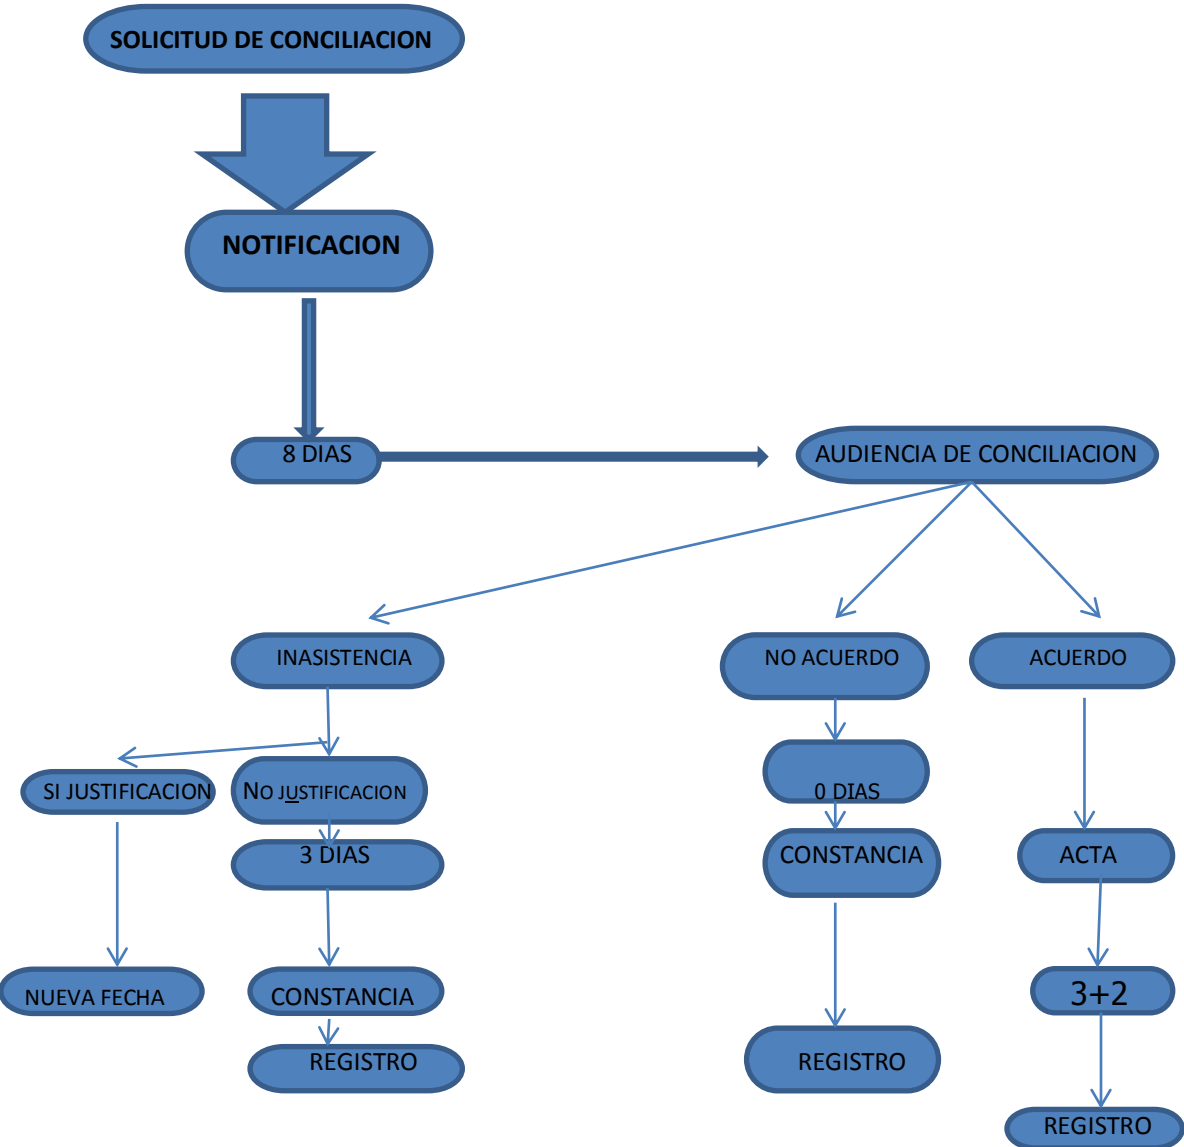 SOLICITUD DE CONCILIACION
NOTIFICACION
8 DIAS
AUDIENCIA DE CONCILIACION
INASISTENCIA
NO ACUERDO
ACUERDO
SI JUSTIFICACION
NO JUSTIFICACION
0 DIAS
3 DIAS
CONSTANCIA
ACTA
NUEVA FECHA
CONSTANCIA
3+2
REGISTRO
REGISTRO
REGISTRO